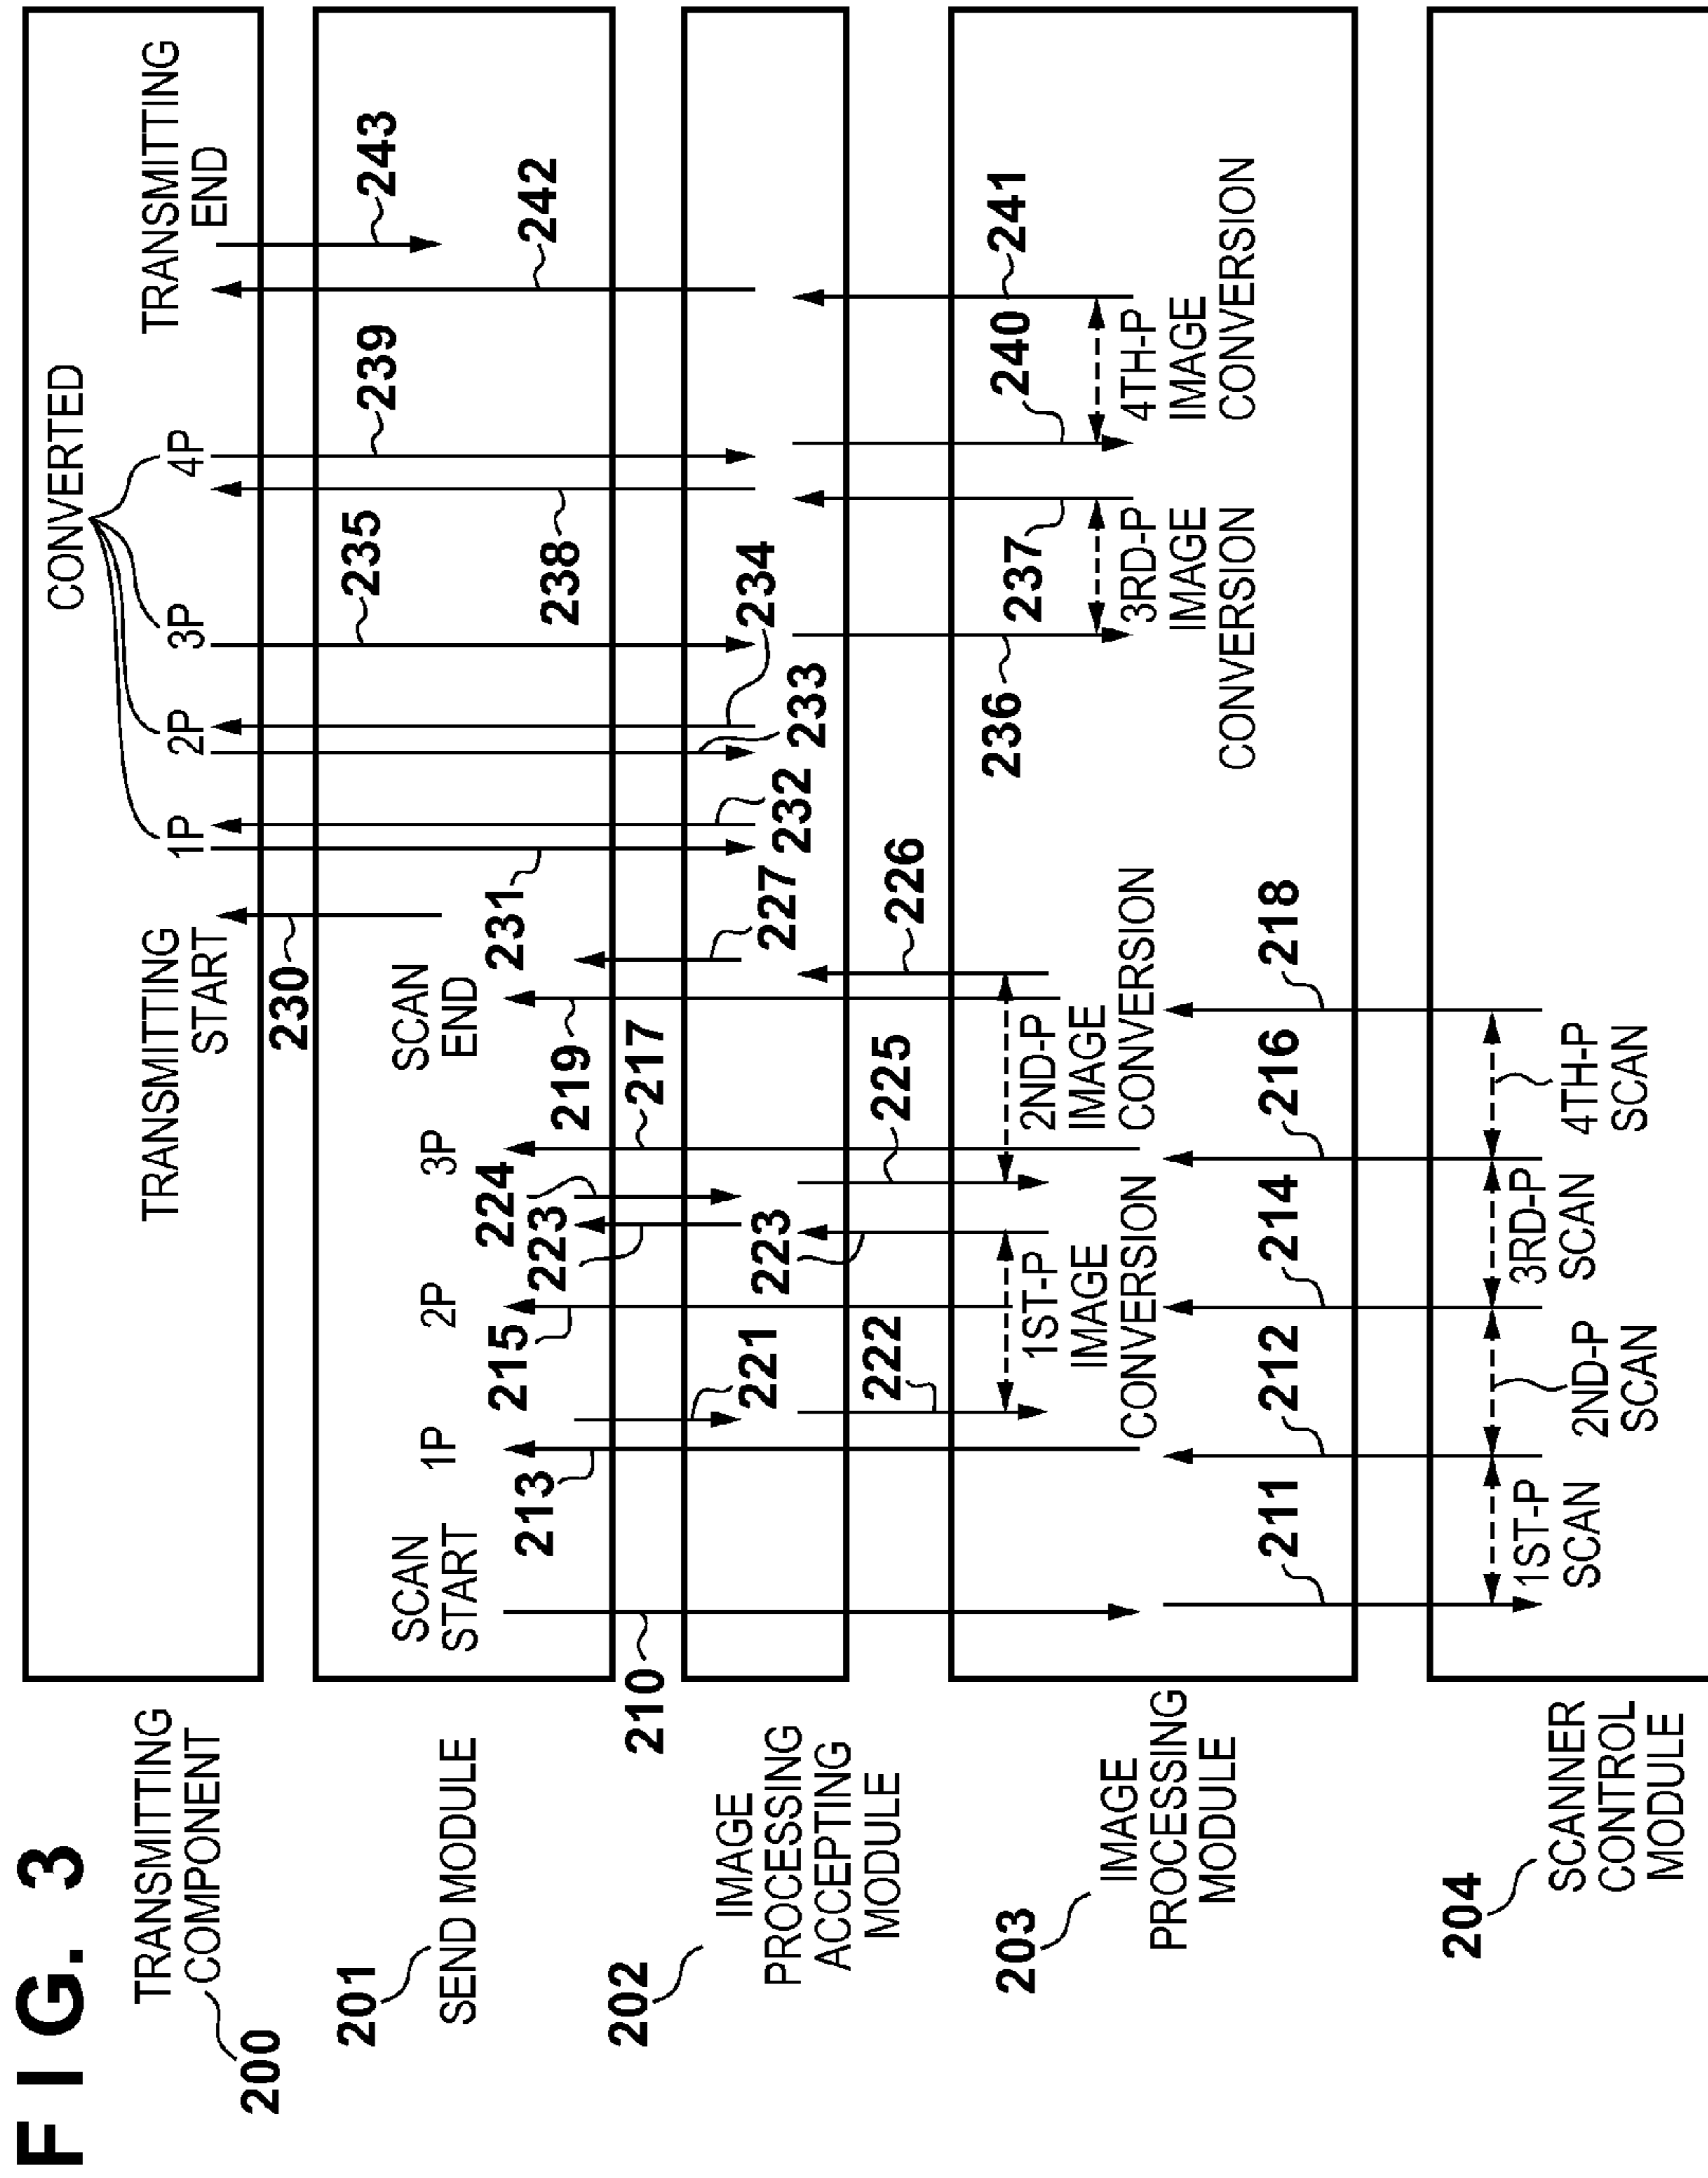 FIG. 3
TRANSMITTING
COMPONENT
200
CONVERTED
TRANSMITTING
START
1P
2P
3P
4P
TRANSMITTING
END
230
201
SEND MODULE
SCAN
START
1P
2P
3P
SCAN
END
235
239
243
213
215
224
223
219
217
231
238
242
210
202
IMAGE
PROCESSING
ACCEPTING
MODULE
221
223
227
232
233
234
222
225
226
203
IMAGE
PROCESSING
MODULE
1ST-P
IMAGE
CONVERSION
2ND-P
IMAGE
CONVERSION
236
237
240
241
3RD-P
IMAGE
CONVERSION
4TH-P
IMAGE
CONVERSION
211
212
214
216
218
204
SCANNER
CONTROL
MODULE
1ST-P
SCAN
2ND-P
SCAN
3RD-P
SCAN
4TH-P
SCAN